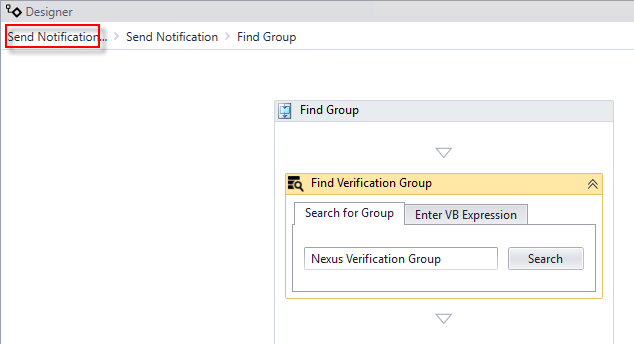 Designer
Send Notification... > Send Notification > Find Group
Find Group
Find Verification Group
Search for Group Enter VB Expression
Nexus Verification Group Search